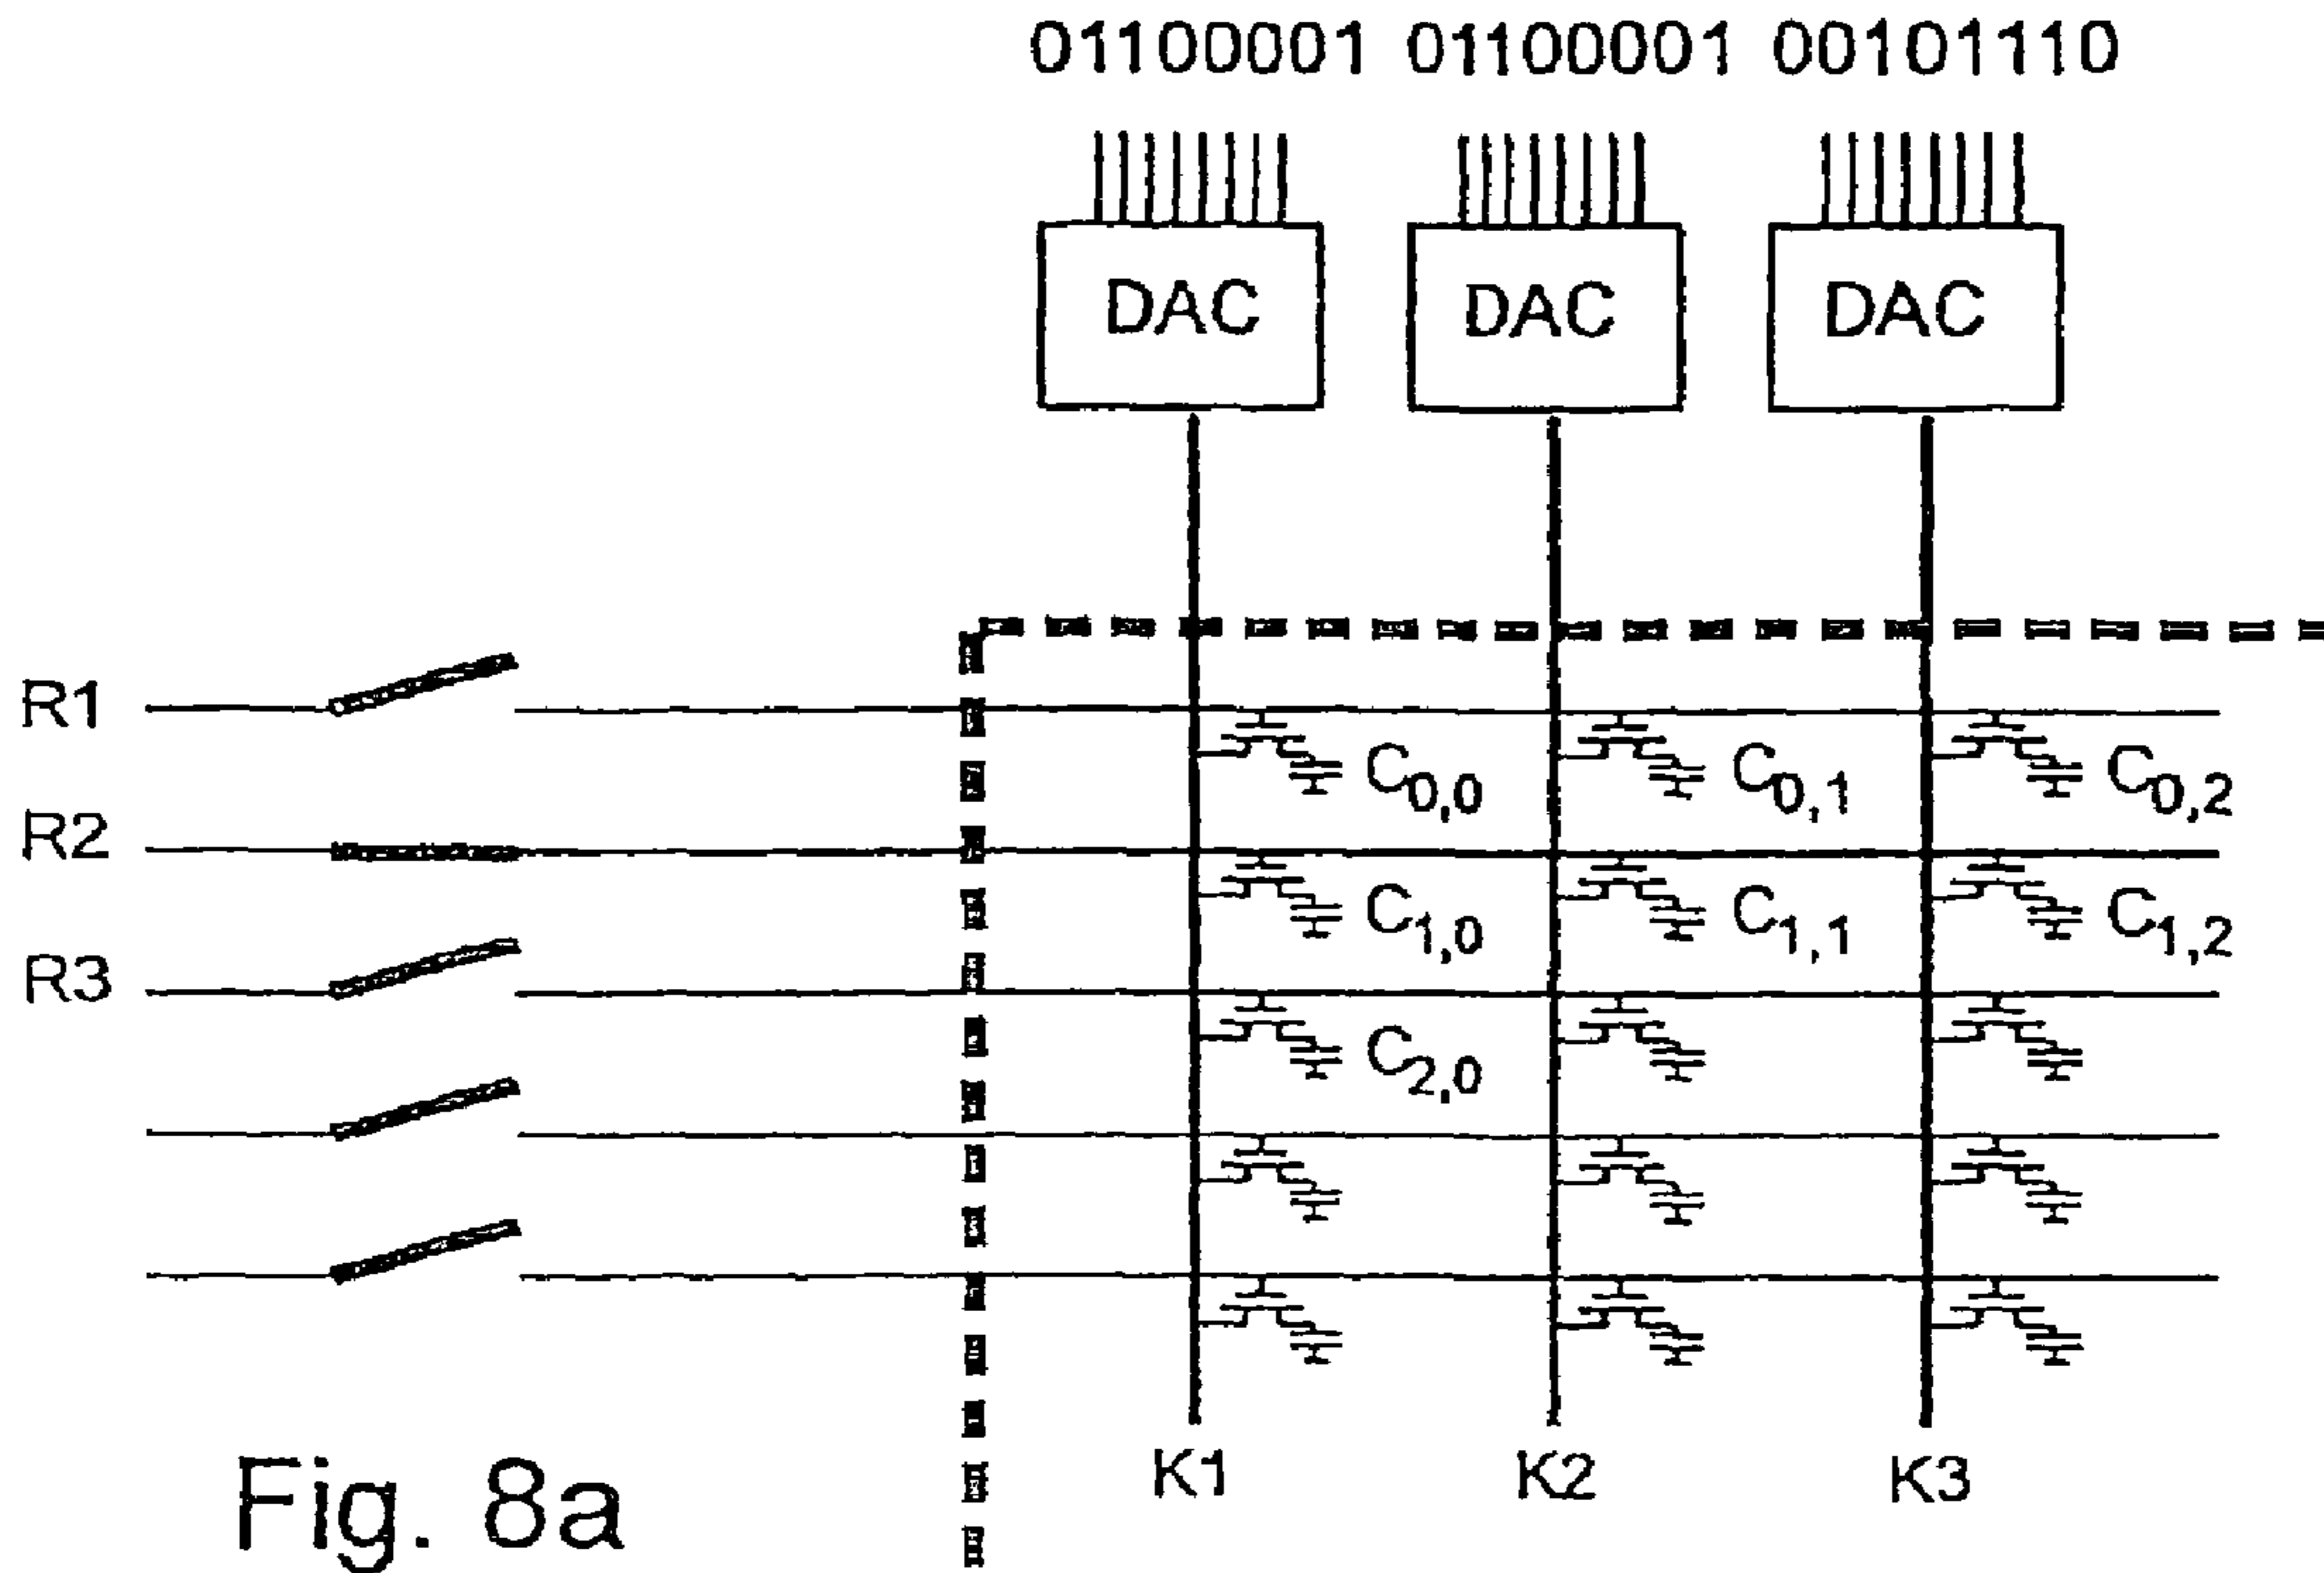 01100001 01100001 00101110
DAC DAC DAC
R1
C0,0 C0,1 C0,2
R2
C1,0 C1,1 C1,2
R3
C2,0
K1 K2 K3
Fig. 8a